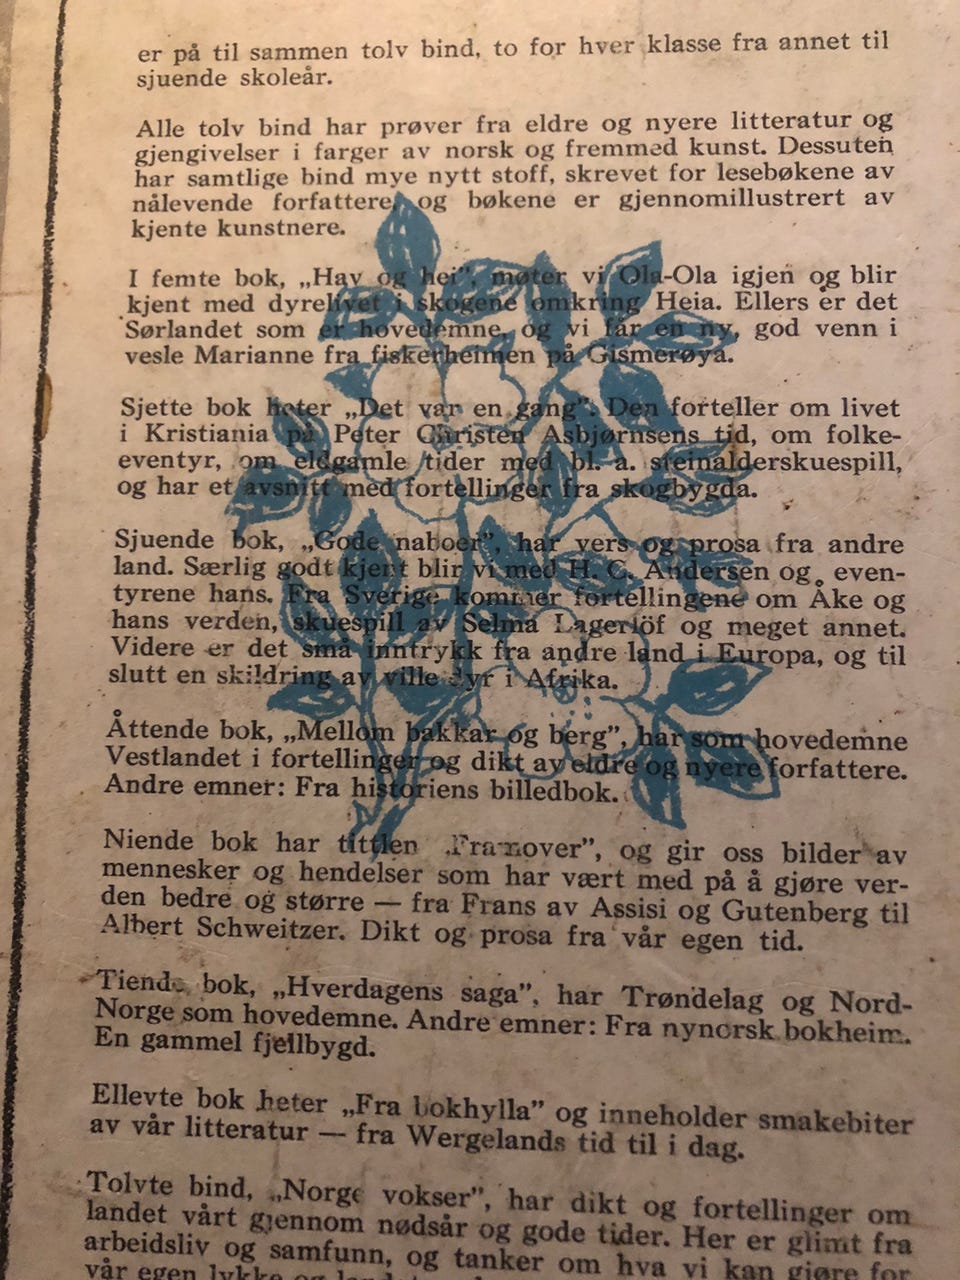 er på til sammen tolv bind, to for hver klasse fra annet til
sjuende skoleår.
Alle tolv bind har prøver fra eldre og nyere litteratur og
gjengivelser i farger av norsk og fremmed kunst. Dessuten
har samtlige bind mye nytt stoff, skrevet for lesebøkene av
nålevende forfattere, og bøkene er gjennomillustrert av
kjente kunstnere.
I femte bok, „Hav og hei”, møter vi Ola-Ola igjen og blir
kjent med dyrelivet i skogene omkring Heia. Ellers er det
Sørlandet som er hovedemne, og vi får en ny, god venn i
vesle Marianne fra fiskerheimen på Gismerøya.
Sjette bok heter „Det var en gang”. Den forteller om livet
i Kristiania på Peter Christen Asbjørnsens tid, om folke-
eventyr, om eldgamle tider med bl. a. steinalderskuespill,
og har et avsnitt med fortellinger fra skogbygda.
Sjuende bok, „Gode naboer”, har vers og prosa fra andre
land. Særlig godt kjent blir vi med H. C. Andersen og even-
tyrene hans. Fra Sverige kommer fortellingene om Åke og
hans verden, skuespill av Selma Lagerlöf og meget annet.
Videre er det små inntrykk fra andre land i Europa, og til
slutt en skildring av ville dyr i Afrika.
Åttende bok, „Mellom bakkar og berg”, har som hovedemne
Vestlandet i fortellinger og dikt av eldre og nyere forfattere.
Andre emner: Fra historiens billedbok.
Niende bok har tittlen „Framover”, og gir oss bilder av
mennesker og hendelser som har vært med på å gjøre ver-
den bedre og større — fra Frans av Assisi og Gutenberg til
Albert Schweitzer. Dikt og prosa fra vår egen tid.
Tiende bok, „Hverdagens saga”, har Trøndelag og Nord-
Norge som hovedemne. Andre emner: Fra nynorsk bokheim.
En gammel fjellbygd.
Ellevte bok heter „Fra bokhylla” og inneholder smakebiter
av vår litteratur — fra Wergelands tid til i dag.
Tolvte bind, „Norge vokser”, har dikt og fortellinger om
landet vårt gjennom nødsår og gode tider. Her er glimt fra
arbeidsliv og samfunn, og tanker om hva vi kan gjøre for
vår egen lykke og landets